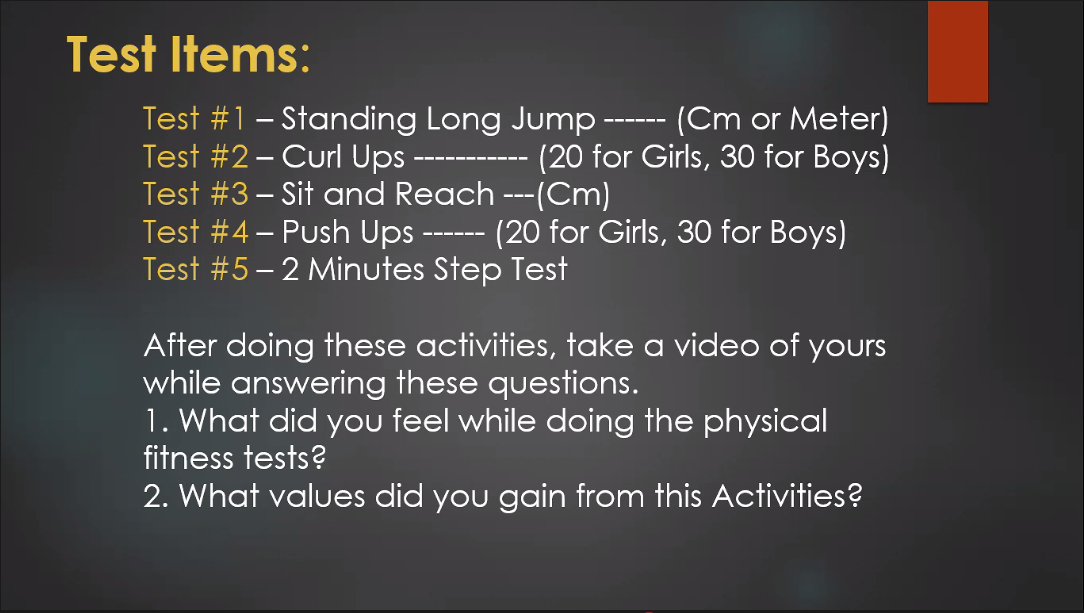 Test Items:
Test #1 – Standing Long Jump ------ (Cm or Meter)
Test #2 – Curl Ups ----------- (20 for Girls, 30 for Boys)
Test #3 – Sit and Reach ---(Cm)
Test #4 – Push Ups ------ (20 for Girls, 30 for Boys)
Test #5 – 2 Minutes Step Test
After doing these activities, take a video of yours
while answering these questions.
1. What did you feel while doing the physical
fitness tests?
2. What values did you gain from this Activities?